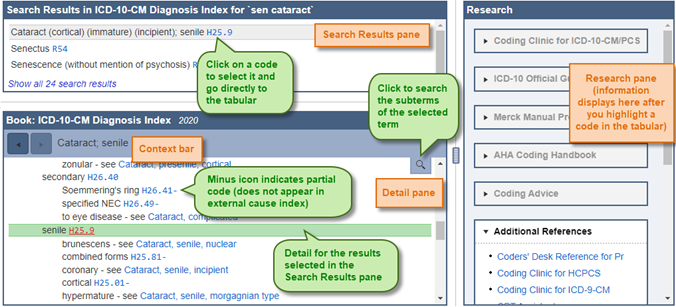 Search Results in ICD-10-CM Diagnosis Index for `sen cataract`
Cataract (cortical) (immature) (incipient); senile H25.9
Senectus R54
Senescence (without mention of psychosis)
Show all 24 search results
Search Results pane
Click on a code
to select it and
go directly to
the tabular
Click to search
the subterms
of the selected
term
Book: ICD-10-CM Diagnosis Index 2020
Cataract; senile
Context bar
zonular - see Cataract, presenile, cortical
secondary H26.40
Soemmering's ring H26.41-
specified NEC H26.49-
to eye disease - see Cataract, complicated
senile H25.9
brunescens - see Cataract, senile, nuclear
combined forms H25.81-
coronary - see Cataract, senile, incipient
cortical H25.01-
hypermature - see Cataract, senile, morgagnian type
Minus icon indicates partial
code (does not appear in
external cause index)
Detail pane
Detail for the results
selected in the
Search Results pane
Research
Coding Clinic for ICD-10-CM/PCS
ICD-10 Official
Merck Manual
AHA Coding Handbook
Coding Advice
Research pane
(information
displays here after
you highlight a
code in the tabular)
Additional References
Coders' Desk Reference for Pr
Coding Clinic for HCPCS
Coding Clinic for ICD-9-CM